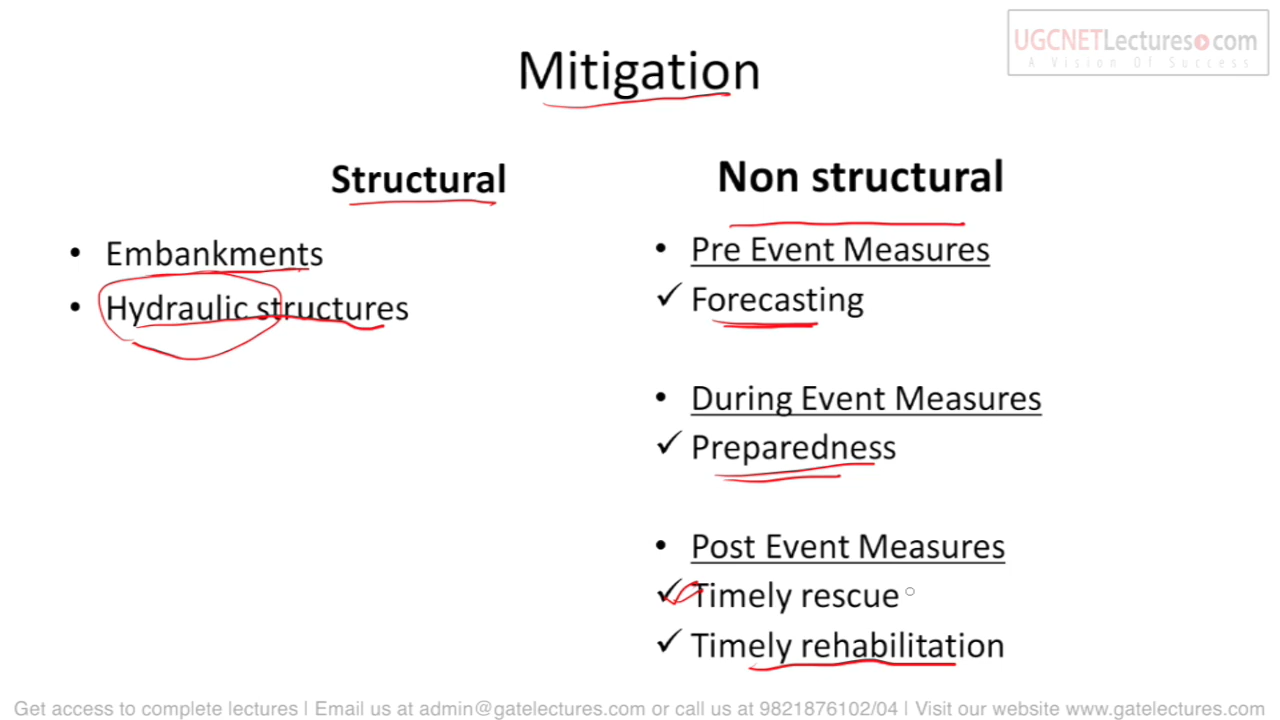 UGCNETLectures.com
A Vision Of Success
Mitigation
Structural
• Embankments
• Hydraulic structures
Non structural
• Pre Event Measures
✓ Forecasting
• During Event Measures
✓ Preparedness
• Post Event Measures
✓ Timely rescue
✓ Timely rehabilitation
Get access to complete lectures | Email us at admin@gatelectures.com or call us at 9821876102/04 | Visit our website www.gatelectures.com